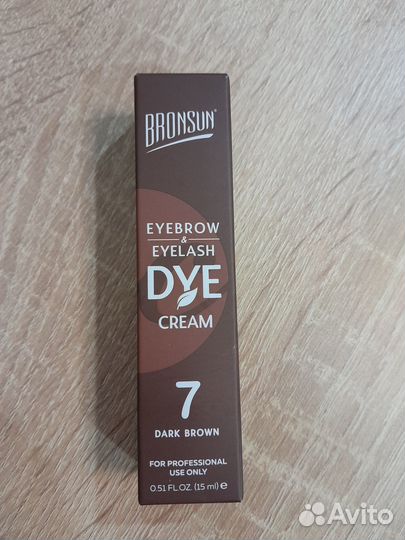 BRONSUN®
EYEBROW
&
EYELASH
DYE
CREAM
7
DARK BROWN
FOR PROFESSIONAL
USE ONLY
0.51 FL.OZ. (15 ml) ℮
Avito